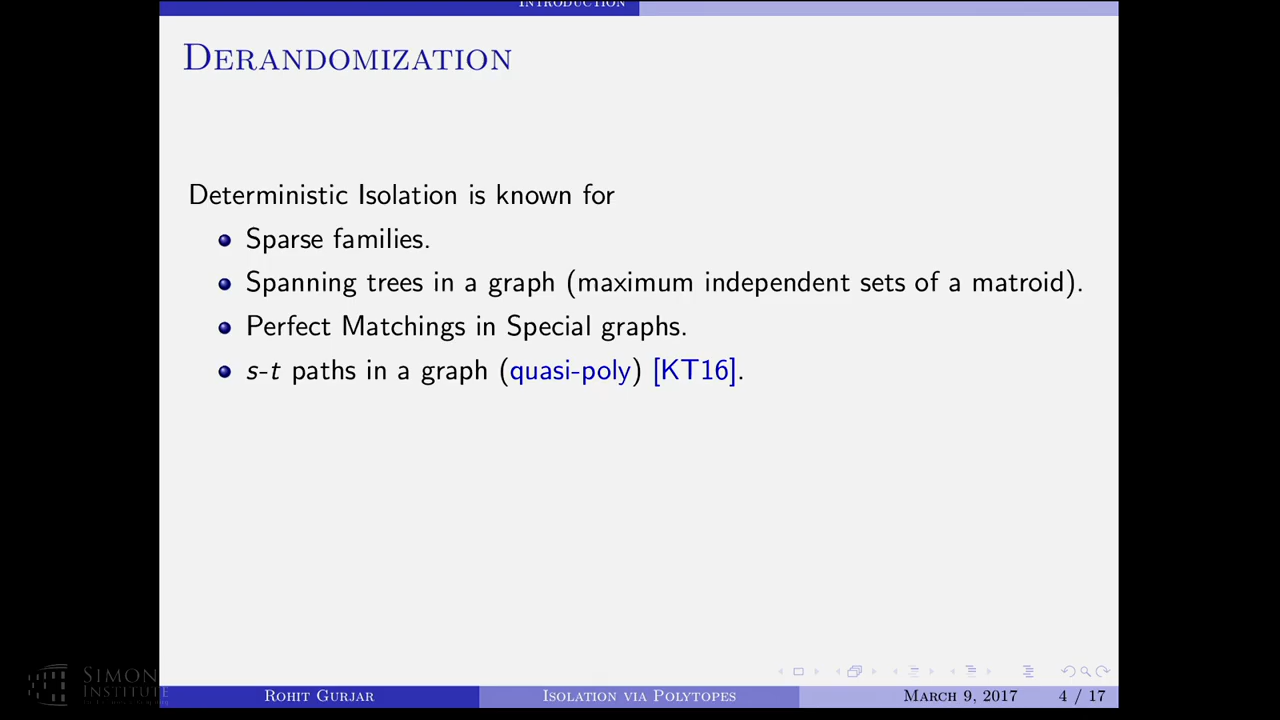 INTRODUCTION
DERANDOMIZATION
Deterministic Isolation is known for
Sparse families.
Spanning trees in a graph (maximum independent sets of a matroid).
Perfect Matchings in Special graphs.
s-t paths in a graph (quasi-poly) [KT16].
SIMON
INSTITUTE
ROHIT GURJAR
ISOLATION VIA POLYTOPES
MARCH 9, 2017
4 / 17